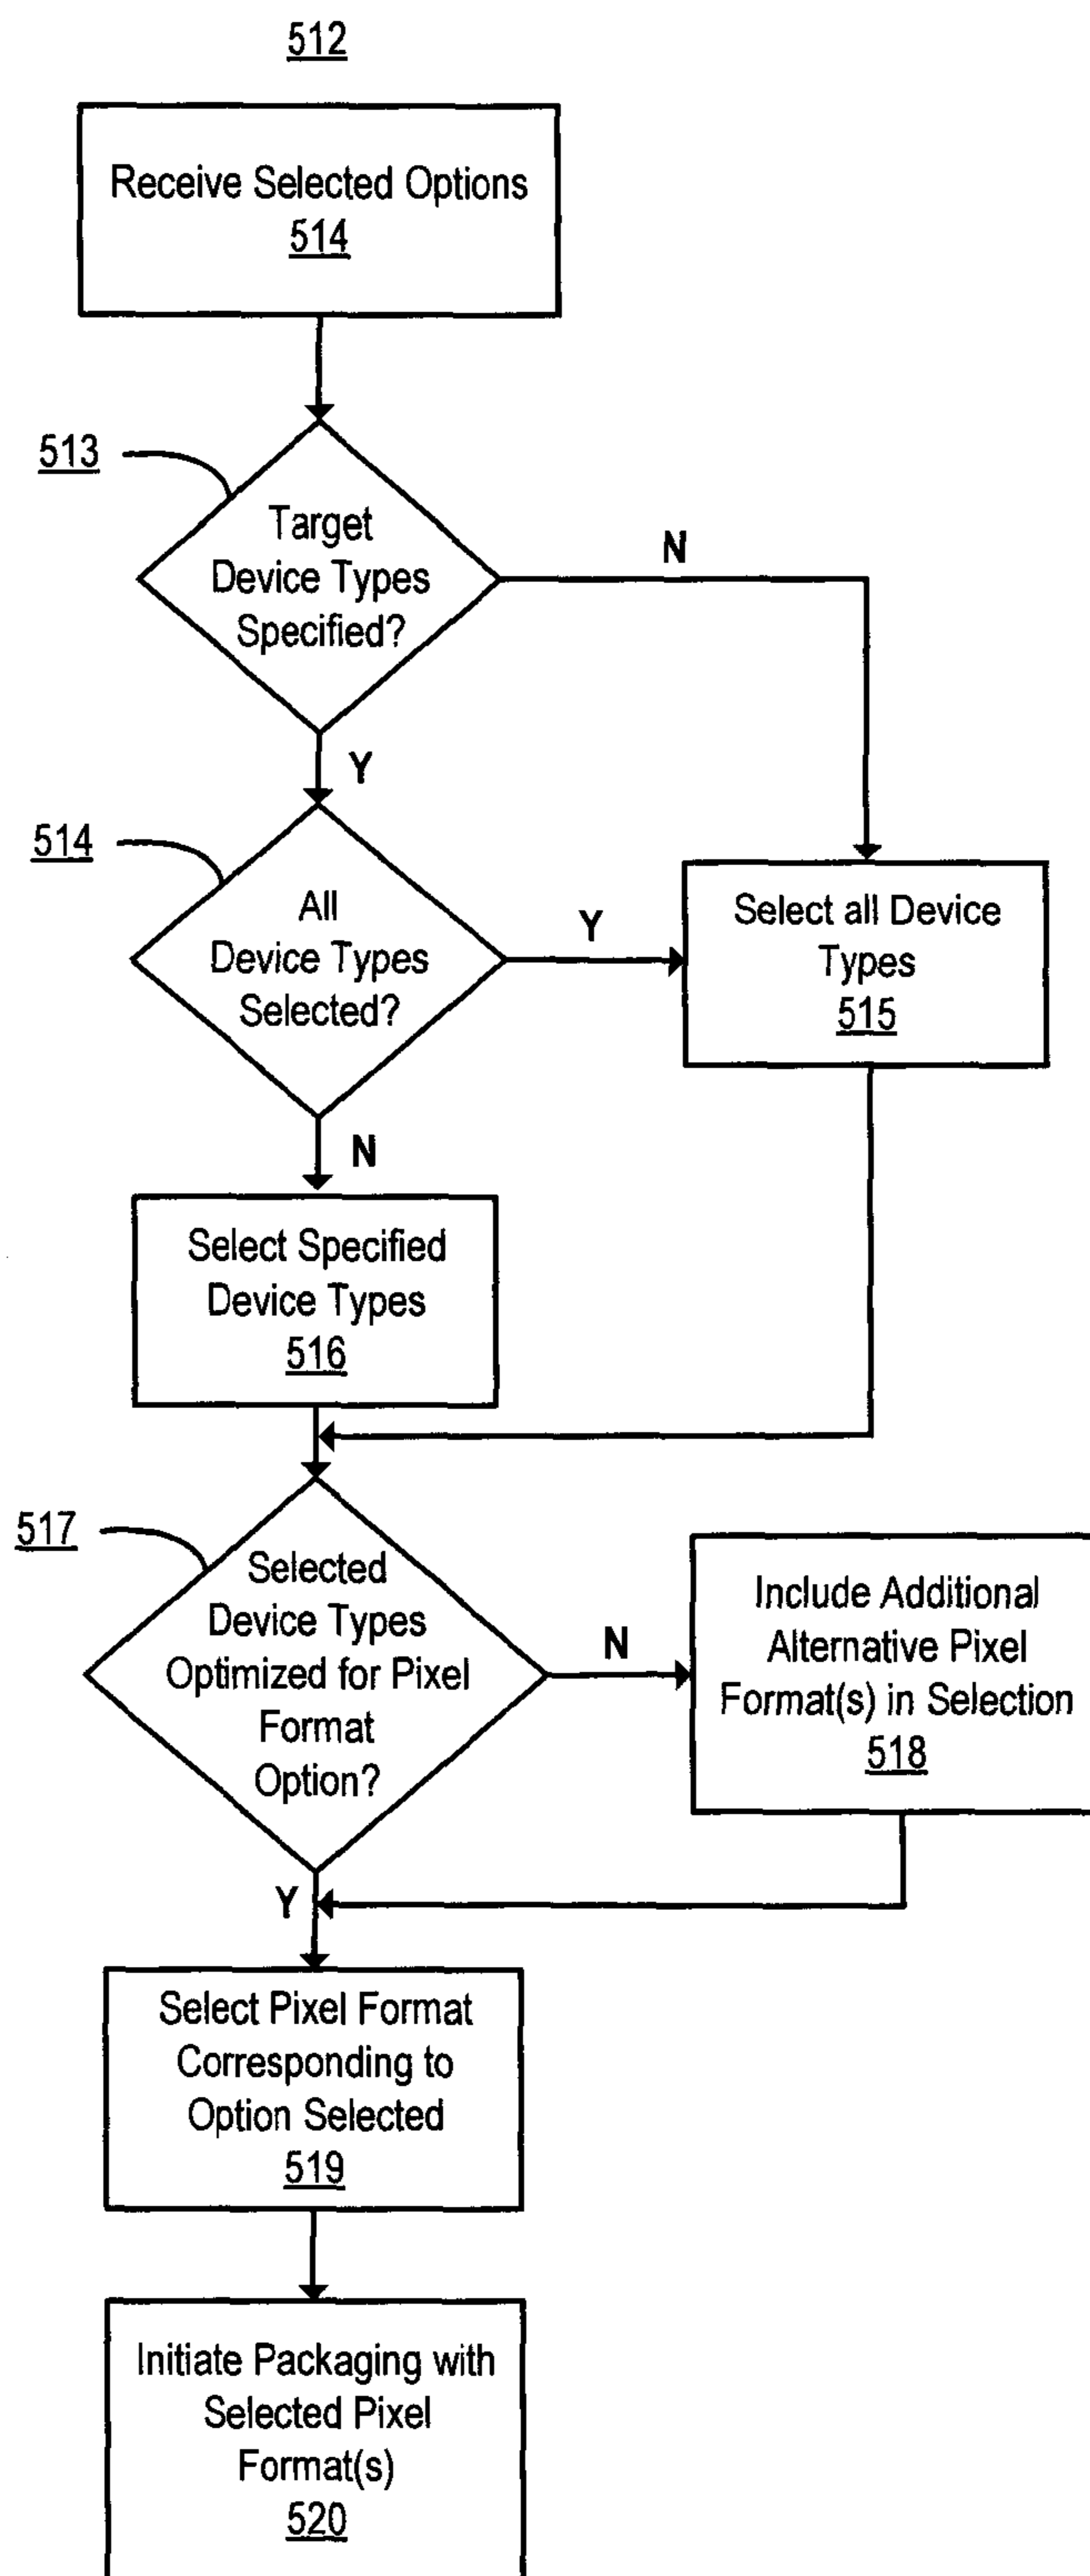 512
Receive Selected Options
514
513
Target
Device Types
Specified?
N
Y
514
All
Device Types
Selected?
Y
Select all Device
Types
515
N
Select Specified
Device Types
516
517
Selected
Device Types
Optimized for Pixel
Format
Option?
N
Include Additional
Alternative Pixel
Format(s) in Selection
518
Y
Select Pixel Format
Corresponding to
Option Selected
519
Initiate Packaging with
Selected Pixel
Format(s)
520